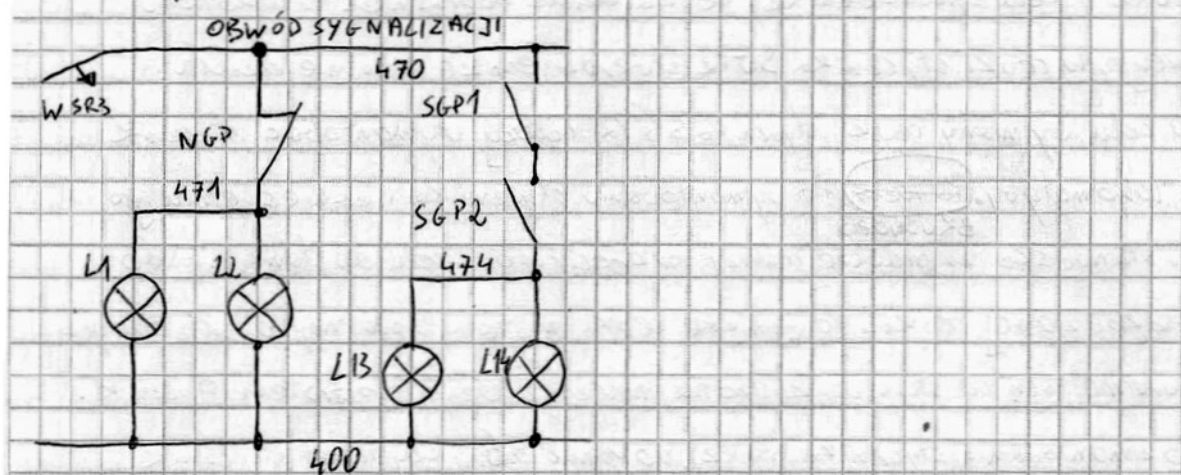 OBWÓD SYGNALIZACJI
470
WSR3
SGP1
NGP
471
SGP2
L1
L2
474
L13
L14
400